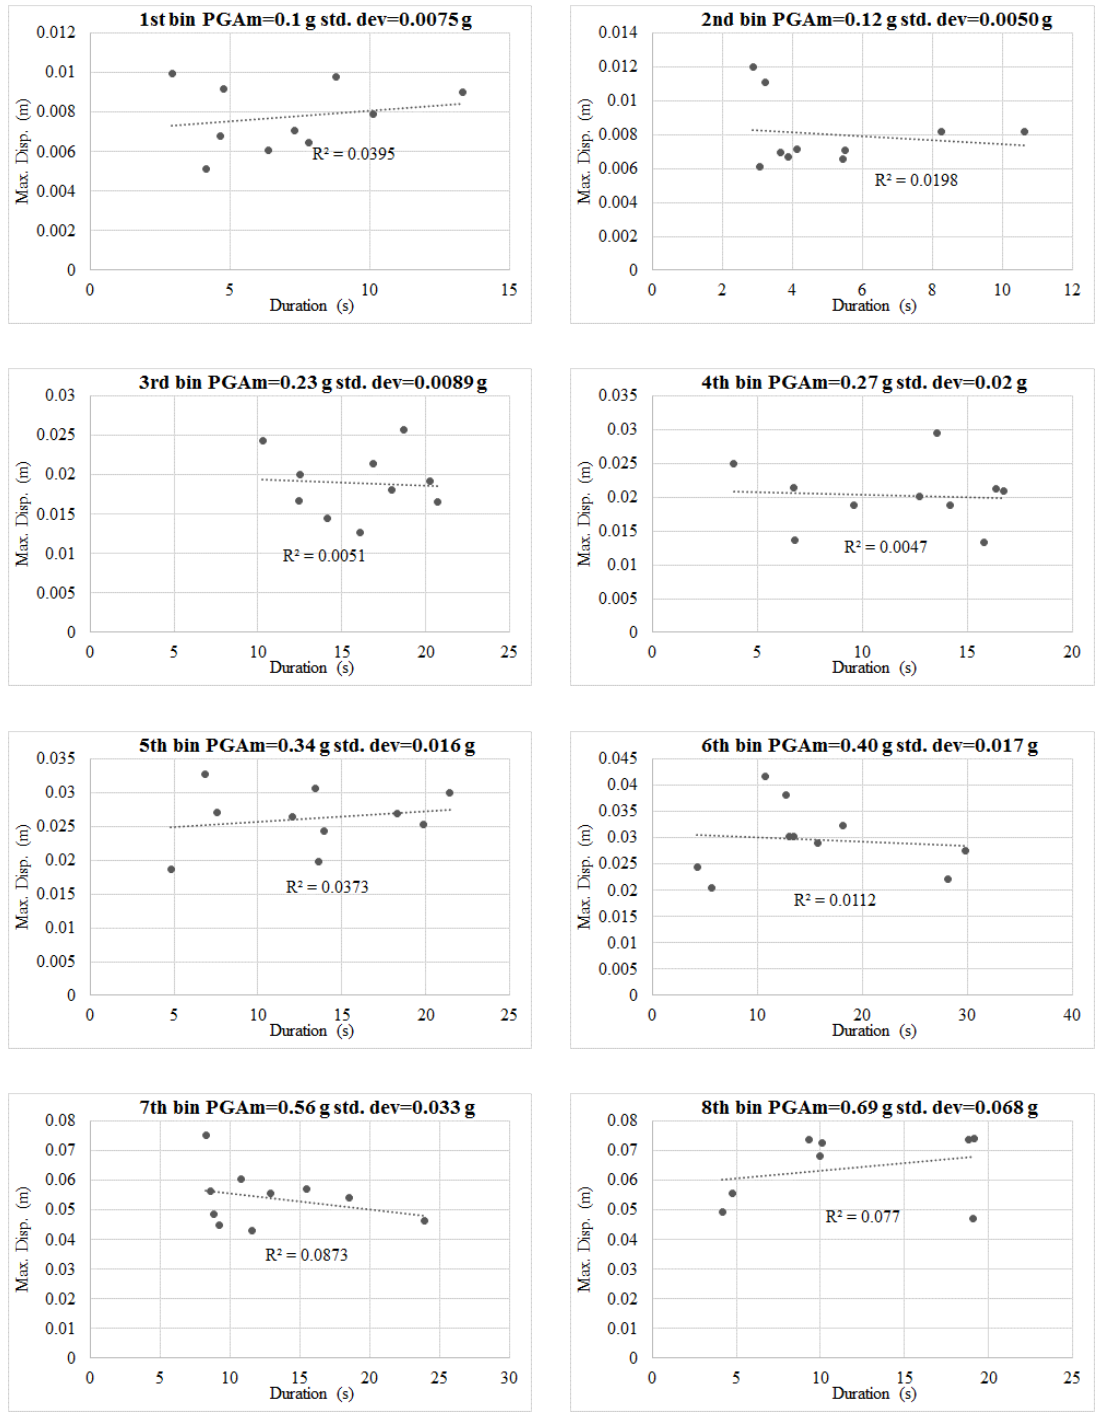 1st bin PGAm=0.1 g std. dev=0.0075 g
0.012
0.01
0.008
0.006
0.004
0.002
0
Max. Disp. (m)
R² = 0.0395
0 5 10 15
Duration (s)
2nd bin PGAm=0.12 g std. dev=0.0050 g
0.014
0.012
0.01
0.008
0.006
0.004
0.002
0
Max. Disp. (m)
R² = 0.0198
0 2 4 6 8 10 12
Duration (s)
3rd bin PGAm=0.23 g std. dev=0.0089 g
0.03
0.025
0.02
0.015
0.01
0.005
0
Max. Disp. (m)
R² = 0.0051
0 5 10 15 20 25
Duration (s)
4th bin PGAm=0.27 g std. dev=0.02 g
0.035
0.03
0.025
0.02
0.015
0.01
0.005
0
Max. Disp. (m)
R² = 0.0047
0 5 10 15 20
Duration (s)
5th bin PGAm=0.34 g std. dev=0.016 g
0.035
0.03
0.025
0.02
0.015
0.01
0.005
0
Max. Disp. (m)
R² = 0.0373
0 5 10 15 20 25
Duration (s)
6th bin PGAm=0.40 g std. dev=0.017 g
0.045
0.04
0.035
0.03
0.025
0.02
0.015
0.01
0.005
0
Max. Disp. (m)
R² = 0.0112
0 10 20 30 40
Duration (s)
7th bin PGAm=0.56 g std. dev=0.033 g
0.08
0.07
0.06
0.05
0.04
0.03
0.02
0.01
0
Max. Disp. (m)
R² = 0.0873
0 5 10 15 20 25 30
Duration (s)
8th bin PGAm=0.69 g std. dev=0.068 g
0.08
0.07
0.06
0.05
0.04
0.03
0.02
0.01
0
Max. Disp. (m)
R² = 0.077
0 5 10 15 20 25
Duration (s)